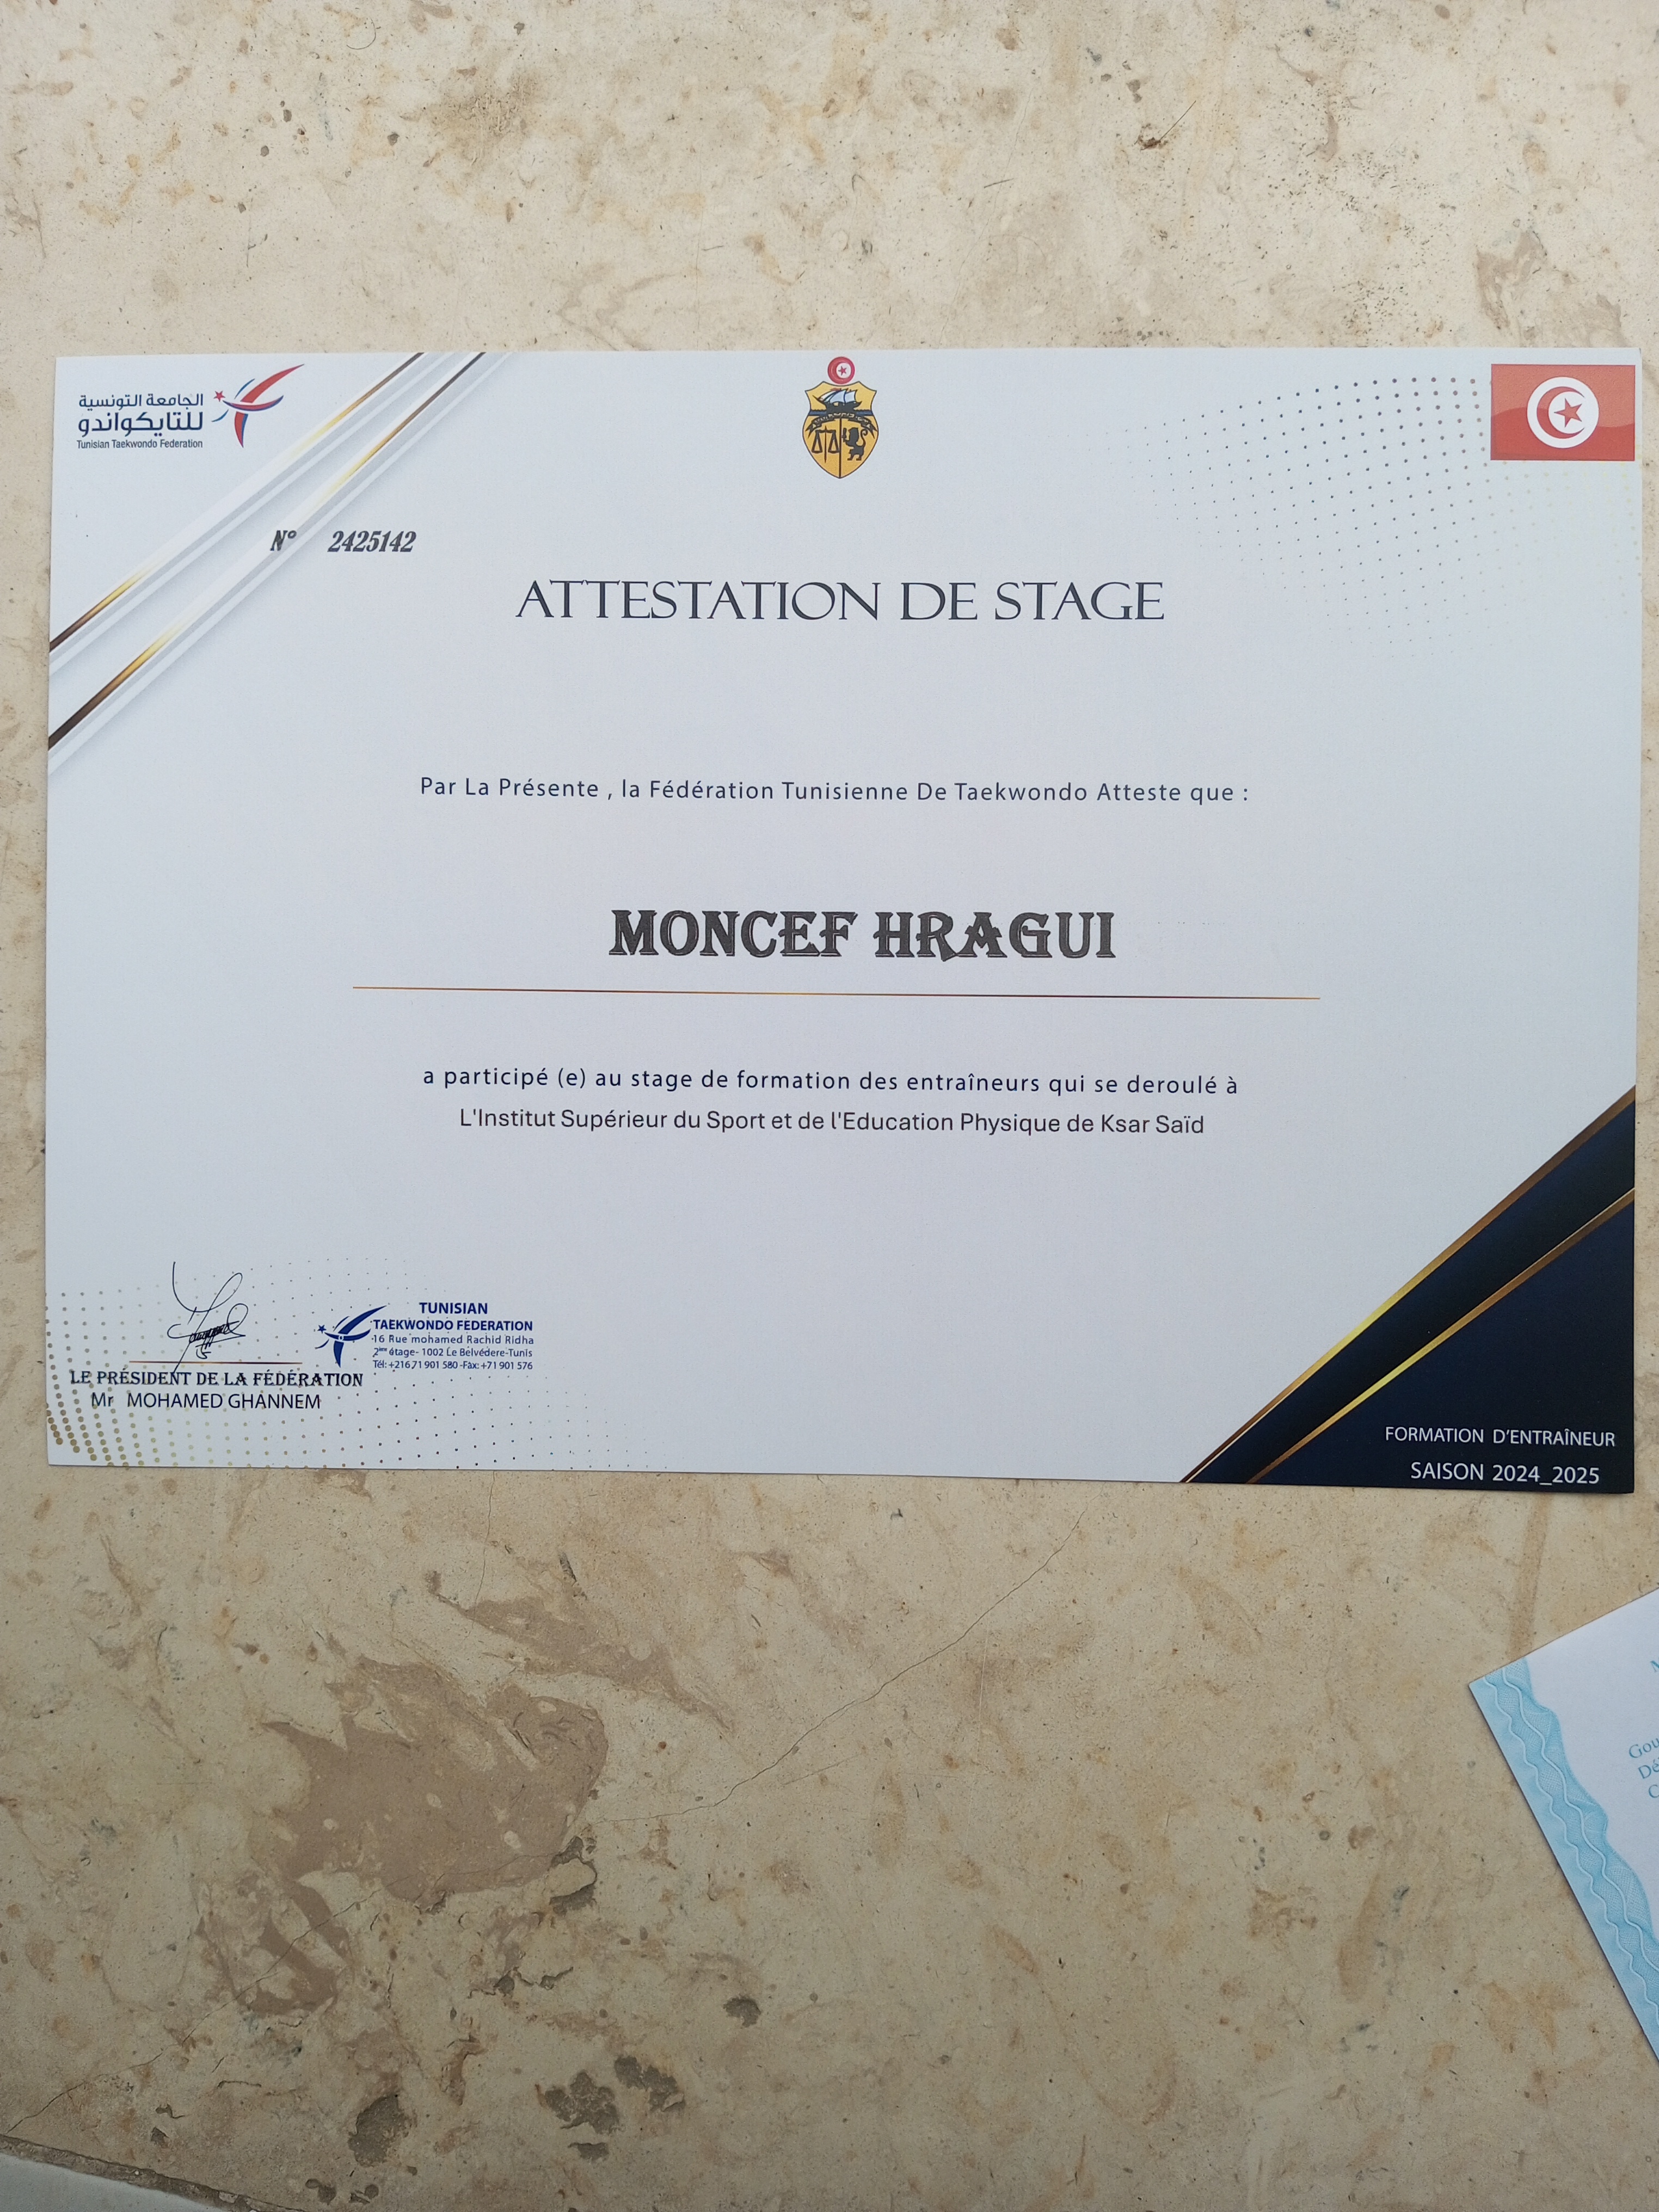 الجامعة التونسية
للتايكواندو
Tunisian Taekwondo Federation
N° 2425142
ATTESTATION DE STAGE
Par La Présente , la Fédération Tunisienne De Taekwondo Atteste que :
MONCEF HRAGUI
a participé (e) au stage de formation des entraîneurs qui se deroulé à
L'Institut Supérieur du Sport et de l'Education Physique de Ksar Saïd
TUNISIAN
TAEKWONDO FEDERATION
16 Rue mohamed Rachid Ridha
2ème étage- 1002 Le Belvédere-Tunis
Tél: +216 71 901 580 -Fax: +71 901 576
LE PRÉSIDENT DE LA FÉDÉRATION
Mr MOHAMED GHANNEM
FORMATION D'ENTRAÎNEUR
SAISON 2024_2025